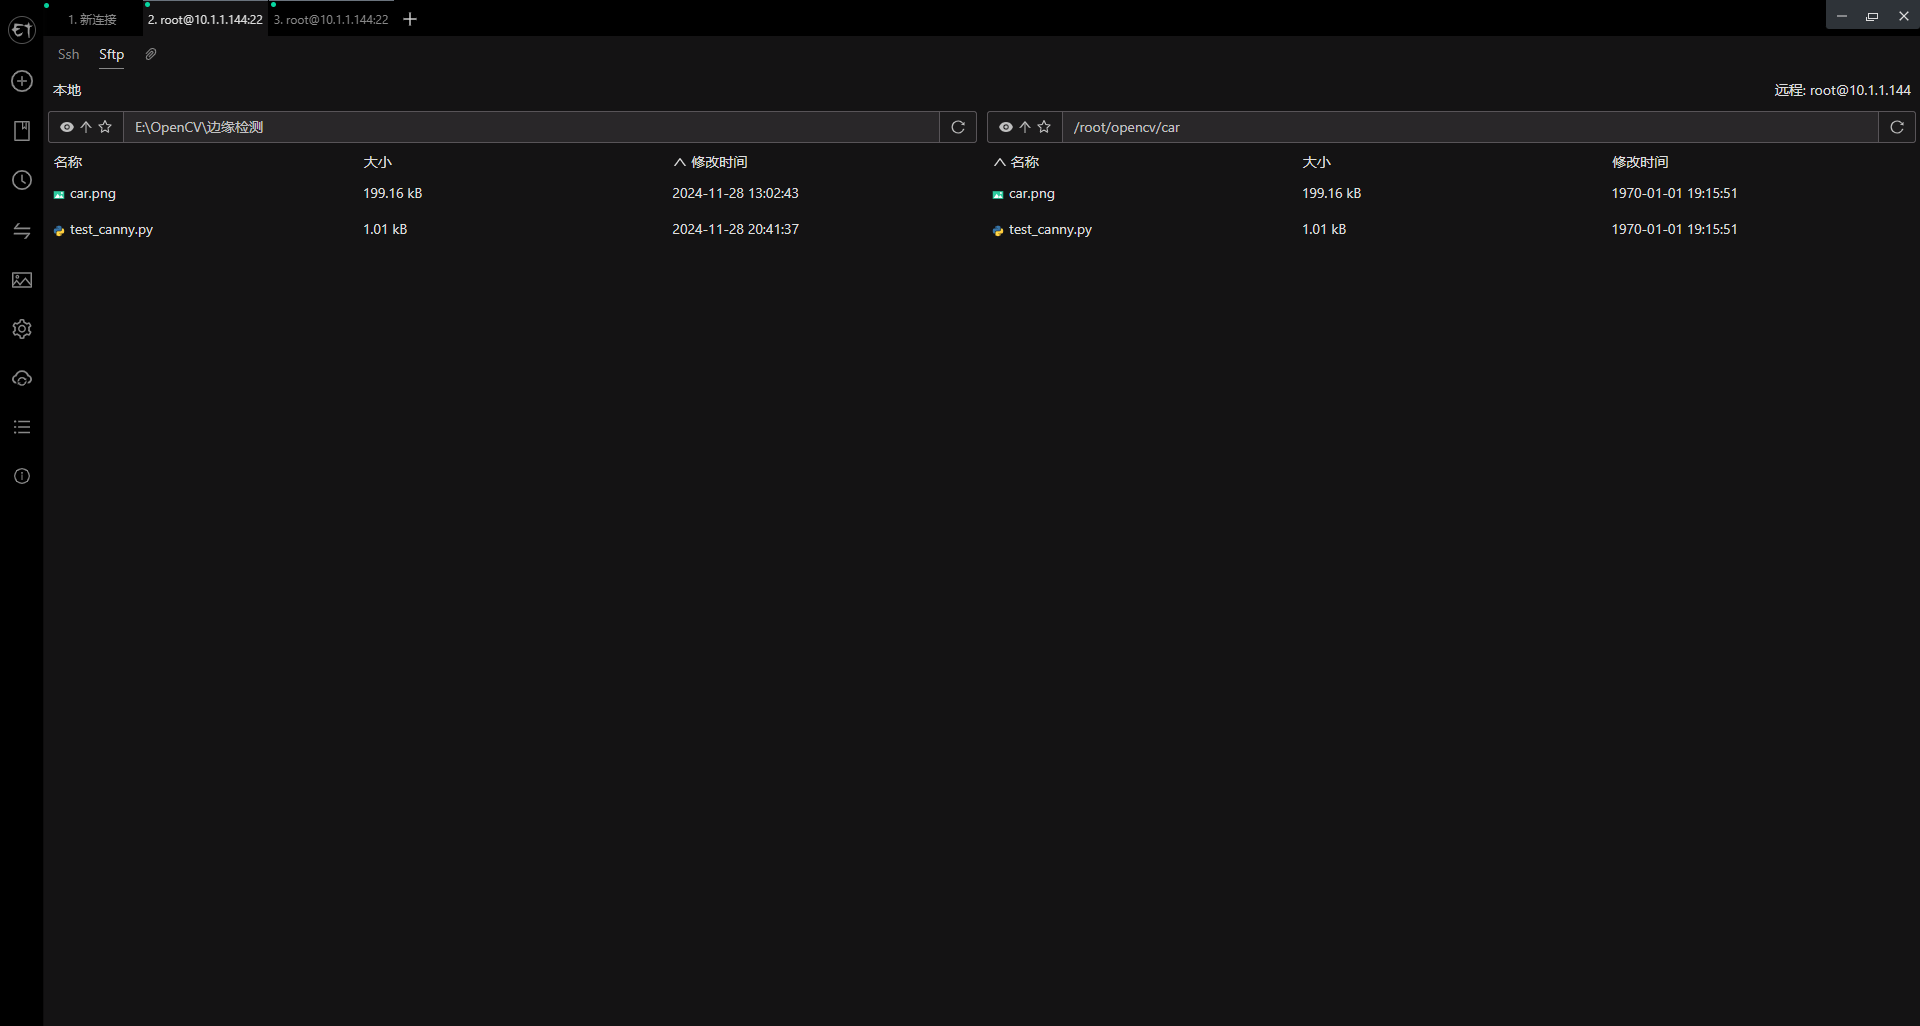 1. 新连接 2. root@10.1.1.144:22 3. root@10.1.1.144:22
Ssh Sftp
本地 远程: root@10.1.1.144
E:\OpenCV\边缘检测 /root/opencv/car
名称 大小 修改时间 名称 大小 修改时间
car.png 199.16 kB 2024-11-28 13:02:43 car.png 199.16 kB 1970-01-01 19:15:51
test_canny.py 1.01 kB 2024-11-28 20:41:37 test_canny.py 1.01 kB 1970-01-01 19:15:51